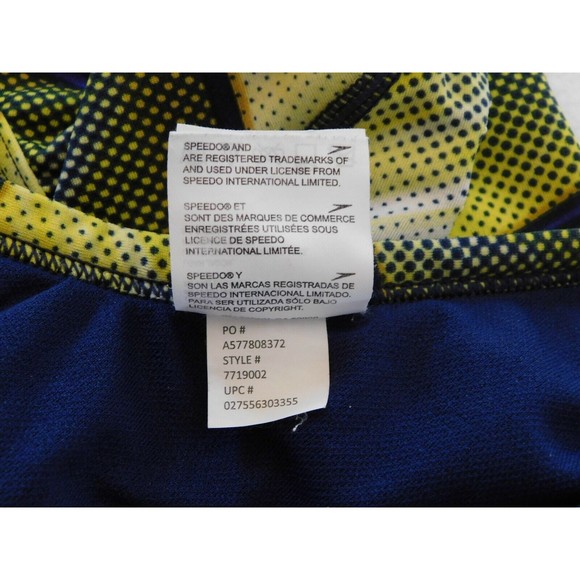 SPEEDO® AND
ARE REGISTERED TRADEMARKS OF
AND USED UNDER LICENSE FROM
SPEEDO INTERNATIONAL LIMITED.
SPEEDO® ET
SONT DES MARQUES DE COMMERCE
ENREGISTRÉES UTILISÉES SOUS
LICENCE DE SPEEDO
INTERNATIONAL LIMITÉE.
SPEEDO® Y
SON LAS MARCAS REGISTRADAS DE
SPEEDO INTERNACIONAL LIMITADO.
PARA SER UTILIZADA SÓLO BAJO
LICENCIA DE COPYRIGHT.
PO #
A577808372
STYLE #
7719002
UPC #
027556303355